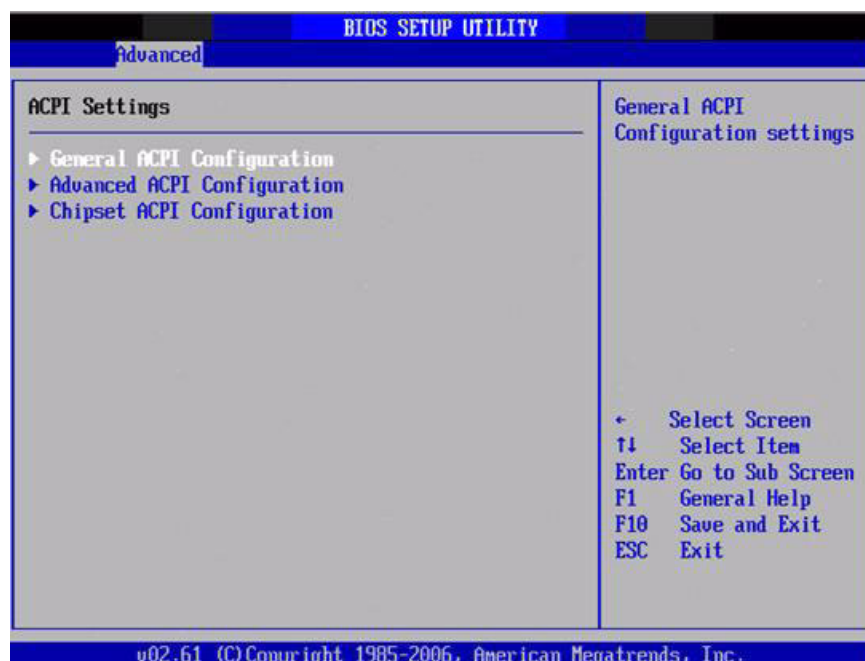 BIOS SETUP UTILITY
Advanced
ACPI Settings
▶ General ACPI Configuration
▶ Advanced ACPI Configuration
▶ Chipset ACPI Configuration
General ACPI
Configuration settings
← Select Screen
↑↓ Select Item
Enter Go to Sub Screen
F1 General Help
F10 Save and Exit
ESC Exit
v02.61 (C)Copyright 1985-2006, American Megatrends, Inc.